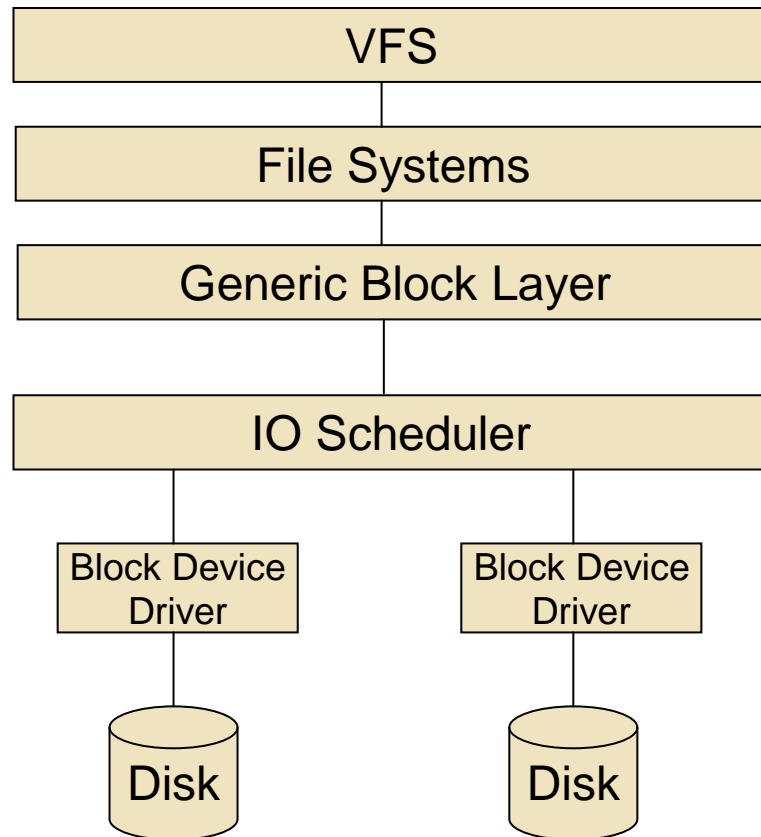 VFS
File Systems
Generic Block Layer
IO Scheduler
Block Device
Driver
Block Device
Driver
Disk
Disk